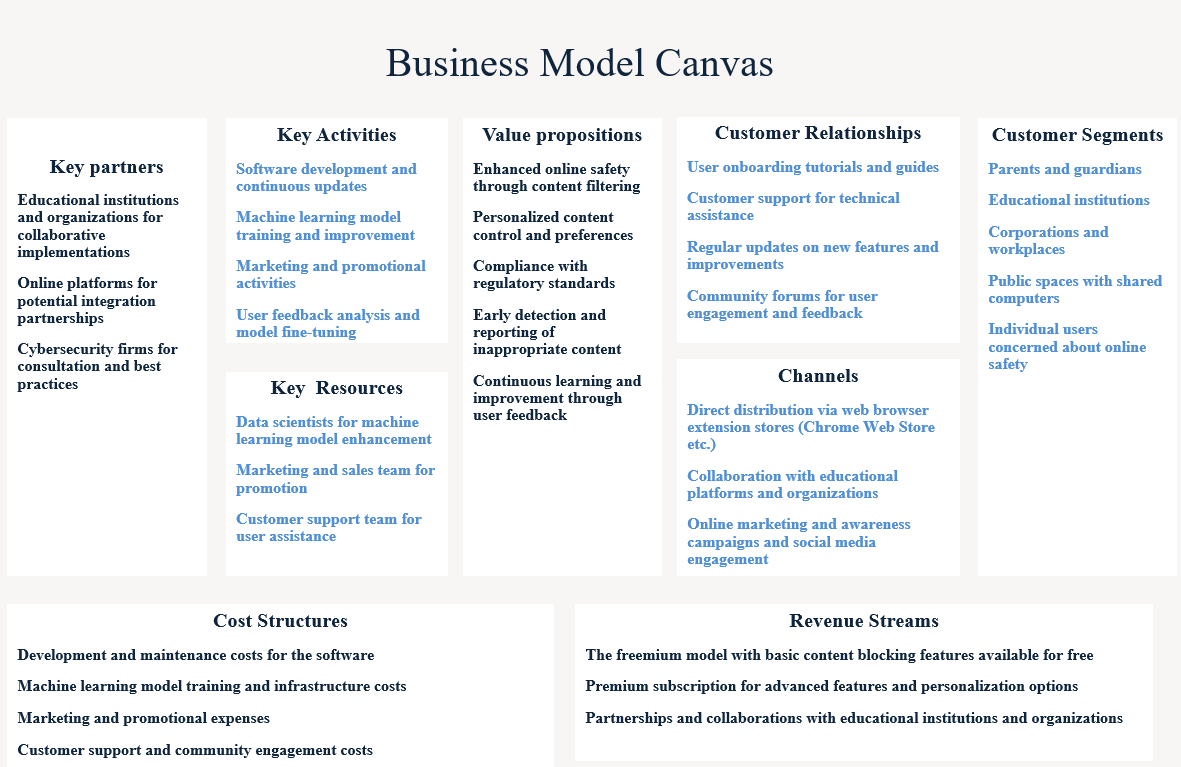 Business Model Canvas
Key partners
Educational institutions
and organizations for
collaborative
implementations
Online platforms for
potential integration
partnerships
Cybersecurity firms for
consultation and best
practices
Key Activities
Software development and
continuous updates
Machine learning model
training and improvement
Marketing and promotional
activities
User feedback analysis and
model fine-tuning
Key  Resources
Data scientists for machine
learning model enhancement
Marketing and sales team for
promotion
Customer support team for
user assistance
Value propositions
Enhanced online safety
through content filtering
Personalized content
control and preferences
Compliance with
regulatory standards
Early detection and
reporting of
inappropriate content
Continuous learning and
improvement through
user feedback
Customer Relationships
User onboarding tutorials and guides
Customer support for technical
assistance
Regular updates on new features and
improvements
Community forums for user
engagement and feedback
Channels
Direct distribution via web browser
extension stores (Chrome Web Store
etc.)
Collaboration with educational
platforms and organizations
Online marketing and awareness
campaigns and social media
engagement
Customer Segments
Parents and guardians
Educational institutions
Corporations and
workplaces
Public spaces with shared
computers
Individual users
concerned about online
safety
Cost Structures
Development and maintenance costs for the software
Machine learning model training and infrastructure costs
Marketing and promotional expenses
Customer support and community engagement costs
Revenue Streams
The freemium model with basic content blocking features available for free
Premium subscription for advanced features and personalization options
Partnerships and collaborations with educational institutions and organizations